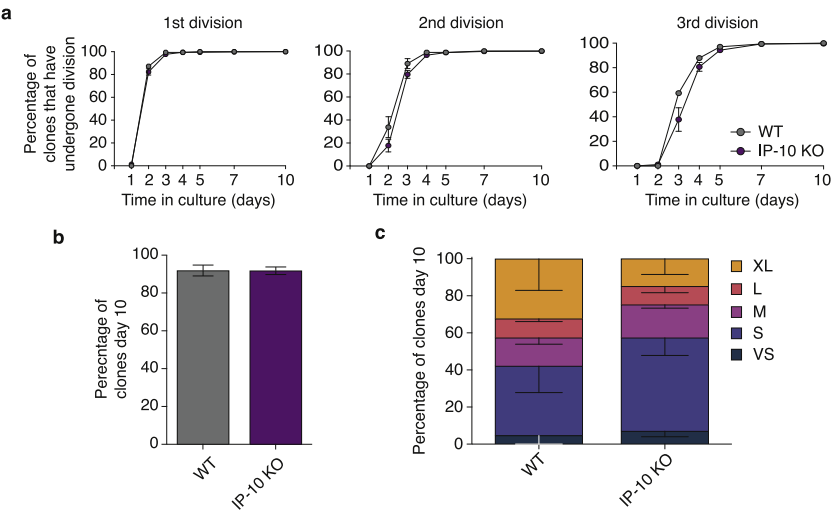 a
1st division
2nd division
3rd division
Percentage of
clones that have
undergone division
100
80
60
40
20
0
1 2 3 4 5 7 10
Time in culture (days)
100
80
60
40
20
0
1 2 3 4 5 7 10
Time in culture (days)
100
80
60
40
20
0
1 2 3 4 5 7 10
Time in culture (days)
WT
IP-10 KO
b
Perecntage of
clones day 10
100
80
60
40
20
0
WT
IP-10 KO
c
Percentage of clones day 10
100
80
60
40
20
0
WT
IP-10 KO
XL
L
M
S
VS